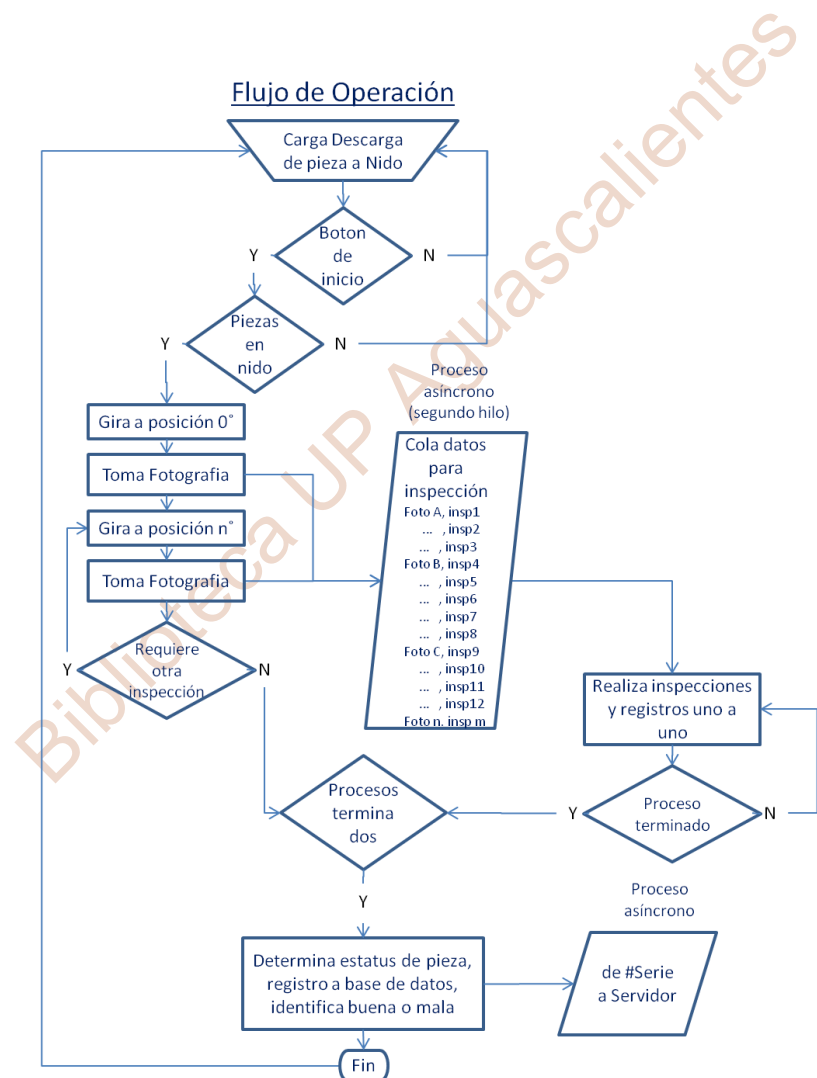 Flujo de Operación
Carga Descarga
de pieza a Nido
Boton
de
inicio
Y
N
Piezas
en
nido
Y
N
Proceso
asíncrono
(segundo hilo)
Gira a posición 0°
Toma Fotografia
Gira a posición n°
Toma Fotografia
Requiere
otra
inspección
Y
N
Cola datos
para
inspección
Foto A, insp1
... , insp2
... , insp3
Foto B, insp4
... , insp5
... , insp6
... , insp7
... , insp8
Foto C, insp9
... , insp10
... , insp11
... , insp12
Foto n. insp m
Realiza inspecciones
y registros uno a
uno
Procesos
termina
dos
Y
Proceso
terminado
N
Y
Proceso
asíncrono
Determina estatus de pieza,
registro a base de datos,
identifica buena o mala
de #Serie
a Servidor
Fin
Biblioteca UP Aguascalientes